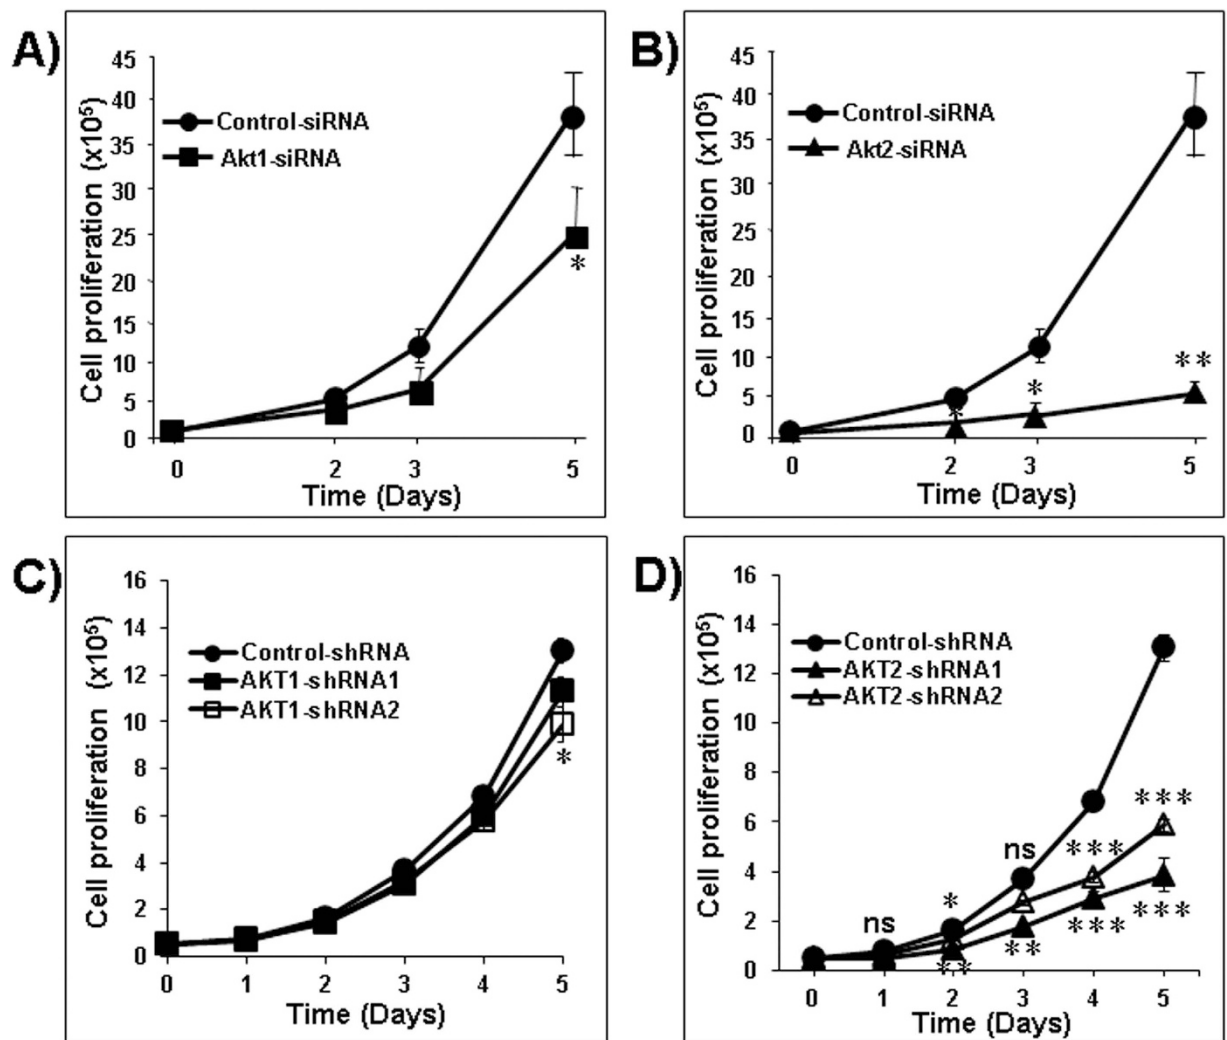 A)
45
40
35
30
25
20
15
10
5
0
Cell proliferation (x10⁵)
Control-siRNA
Akt1-siRNA
*
0 2 3 5
Time (Days)
B)
45
40
35
30
25
20
15
10
5
0
Cell proliferation (x10⁵)
Control-siRNA
Akt2-siRNA
**
*
*
0 2 3 5
Time (Days)
C)
16
14
12
10
8
6
4
2
0
Cell proliferation (x10⁵)
Control-shRNA
AKT1-shRNA1
AKT1-shRNA2
*
0 1 2 3 4 5
Time (Days)
D)
16
14
12
10
8
6
4
2
0
Cell proliferation (x10⁵)
Control-shRNA
AKT2-shRNA1
AKT2-shRNA2
***
ns ***
ns * *** ***
** **
0 1 2 3 4 5
Time (Days)